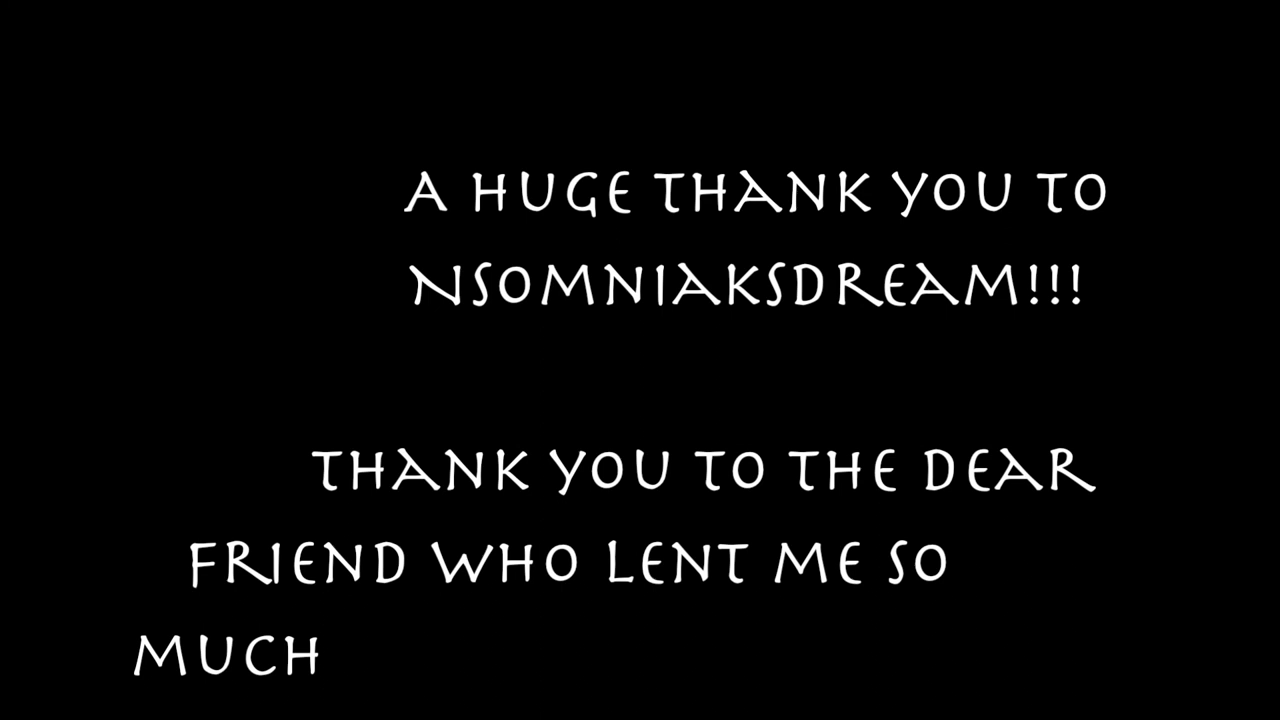 A HUGE THANK YOU TO
NSOMNIAKSDREAM!!!
THANK YOU TO THE DEAR
FRIEND WHO LENT ME SO
MUCH